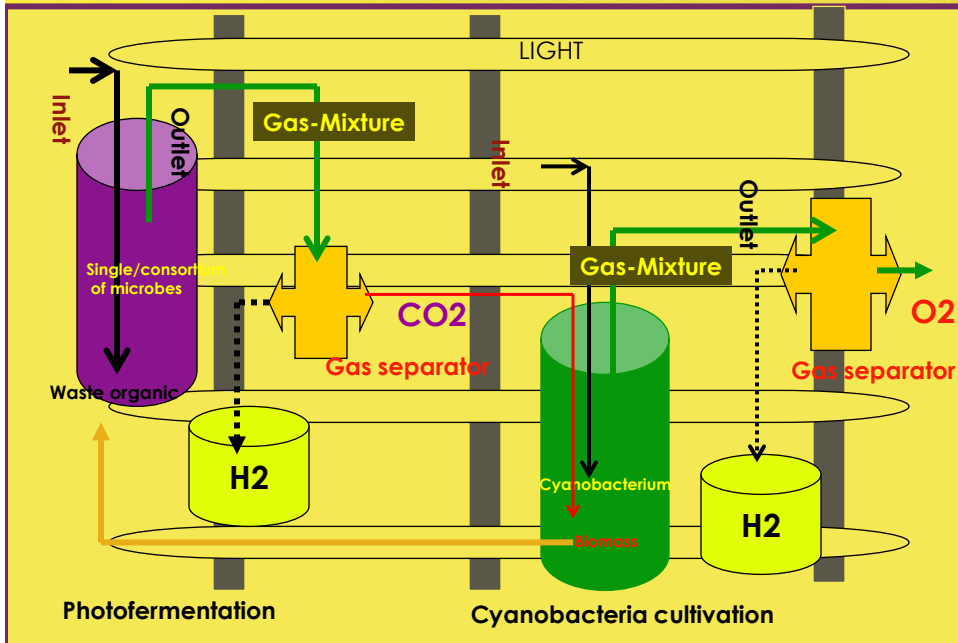 LIGHT
Inlet
Outlet
Gas-Mixture
Inlet
Outlet
Single/consortium
of microbes
Gas-Mixture
CO2
O2
Gas separator
Gas separator
Waste organic
H2
Cyanobacterium
H2
Biomass
Photofermentation
Cyanobacteria cultivation